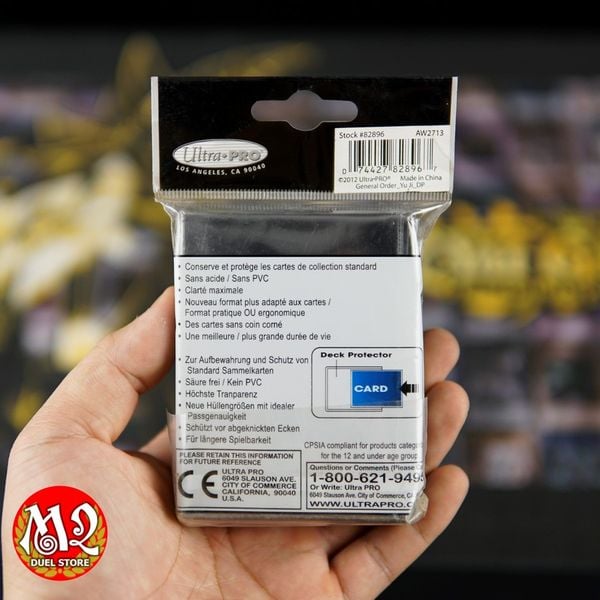 Stock #82896 AW2713
Ultra•PRO
LOS ANGELES, CA 90040
0 74427 82896 7
©2012 Ultra•PRO® Made in China
General Order_Yu Ji_DP
• Conserve et protège les cartes de collection standard
• Sans acide / Sans PVC
• Clarté maximale
• Nouveau format plus adapté aux cartes /
Format pratique OU ergonomique
• Des cartes sans coin corné
• Une meilleure / plus grande durée de vie
• Zur Aufbewahrung und Schutz von
Standard Sammelkarten
• Säure frei / Kein PVC
• Höchste Tranparenz
• Neue Hüllengrößen mit idealer
Passgenauigkeit
• Schützt vor abgeknickten Ecken
• Für längere Spielbarkeit
Deck Protector
CARD
CPSIA compliant for products categor
for the 12 and under age group
PLEASE RETAIN THIS INFORMATION
FOR FUTURE REFERENCE
CE
ULTRA PRO
6049 SLAUSON AVE.
CITY OF COMMERCE
CALIFORNIA, 90040
U.S.A.
Questions or Comments (Please Ca
1-800-621-949
Or Write: Ultra PRO
6049 Slauson Ave. City of Commerce, CA
WWW.ULTRAPRO.C
M2
DUEL STORE